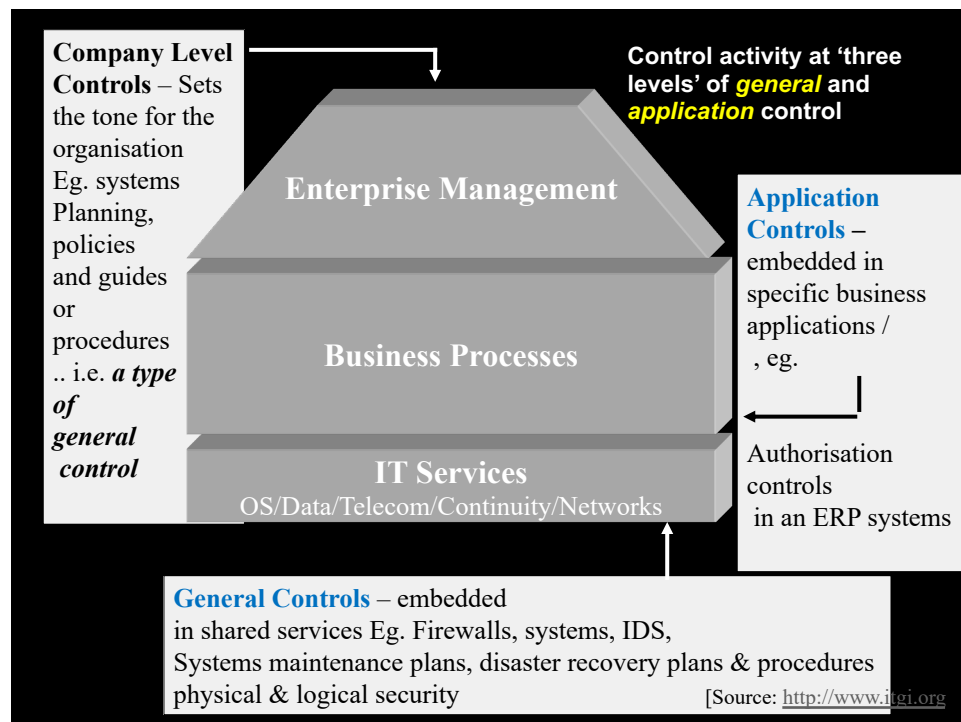 Company Level
Controls – Sets
the tone for the
organisation
Eg. systems
Planning,
policies
and guides
or
procedures
.. i.e. a type
of
general
control
Control activity at ‘three
levels’ of general and
application control
Enterprise Management
Business Processes
IT Services
OS/Data/Telecom/Continuity/Networks
Application
Controls –
embedded in
specific business
applications /
, eg.
Authorisation
controls
in an ERP systems
General Controls – embedded
in shared services Eg. Firewalls, systems, IDS,
Systems maintenance plans, disaster recovery plans & procedures
physical & logical security
[Source: http://www.itgi.org